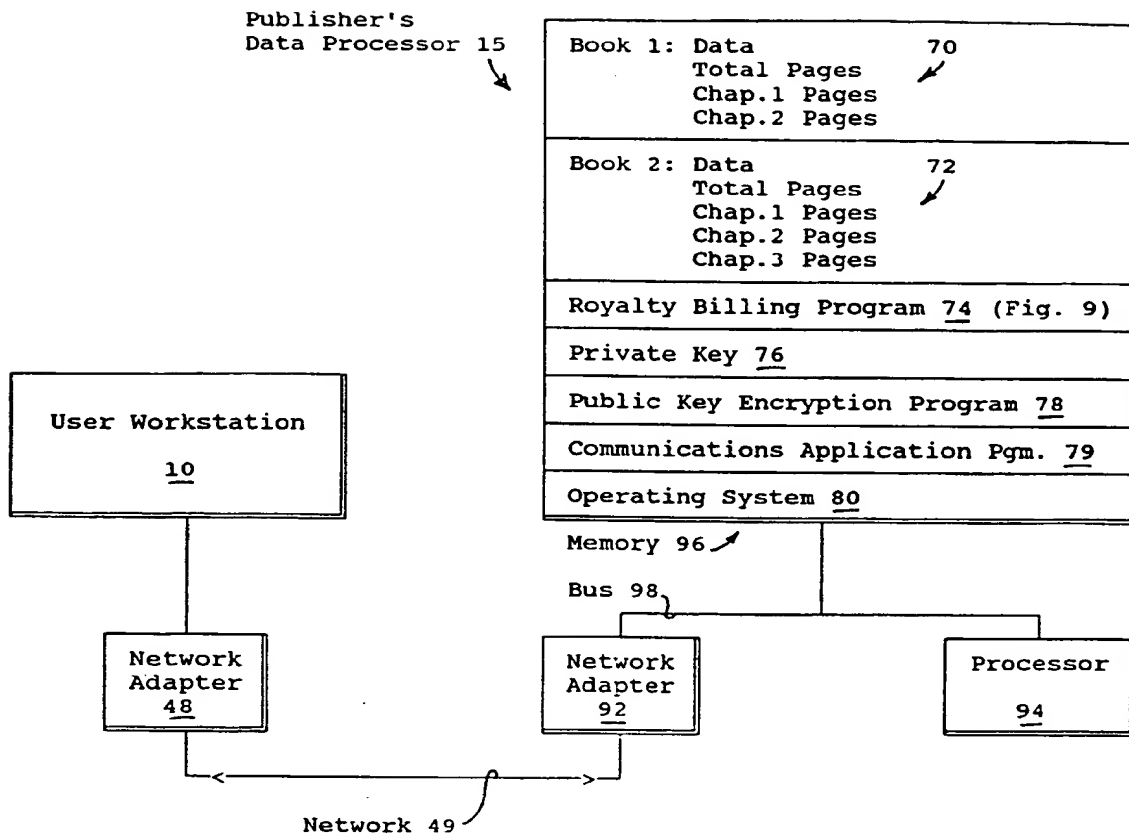 Publisher's
Data Processor 15
Book 1: Data 70
Total Pages
Chap.1 Pages
Chap.2 Pages
Book 2: Data 72
Total Pages
Chap.1 Pages
Chap.2 Pages
Chap.3 Pages
Royalty Billing Program 74 (Fig. 9)
Private Key 76
Public Key Encryption Program 78
Communications Application Pgm. 79
Operating System 80
Memory 96
Bus 98
User Workstation
10
Network
Adapter
48
Network
Adapter
92
Processor
94
Network 49